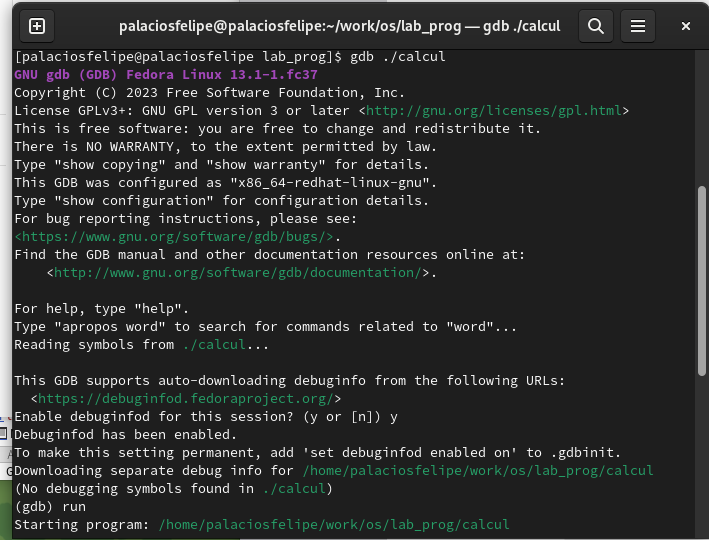 palaciosfelipe@palaciosfelipe:~/work/os/lab_prog — gdb ./calcul
[palaciosfelipe@palaciosfelipe lab_prog]$ gdb ./calcul
GNU gdb (GDB) Fedora Linux 13.1-1.fc37
Copyright (C) 2023 Free Software Foundation, Inc.
License GPLv3+: GNU GPL version 3 or later <http://gnu.org/licenses/gpl.html>
This is free software: you are free to change and redistribute it.
There is NO WARRANTY, to the extent permitted by law.
Type "show copying" and "show warranty" for details.
This GDB was configured as "x86_64-redhat-linux-gnu".
Type "show configuration" for configuration details.
For bug reporting instructions, please see:
<https://www.gnu.org/software/gdb/bugs/>.
Find the GDB manual and other documentation resources online at:
    <http://www.gnu.org/software/gdb/documentation/>.

For help, type "help".
Type "apropos word" to search for commands related to "word"...
Reading symbols from ./calcul...

This GDB supports auto-downloading debuginfo from the following URLs:
  <https://debuginfod.fedoraproject.org/>
Enable debuginfod for this session? (y or [n]) y
Debuginfod has been enabled.
To make this setting permanent, add 'set debuginfod enabled on' to .gdbinit.
Downloading separate debug info for /home/palaciosfelipe/work/os/lab_prog/calcul
(No debugging symbols found in ./calcul)
(gdb) run
Starting program: /home/palaciosfelipe/work/os/lab_prog/calcul